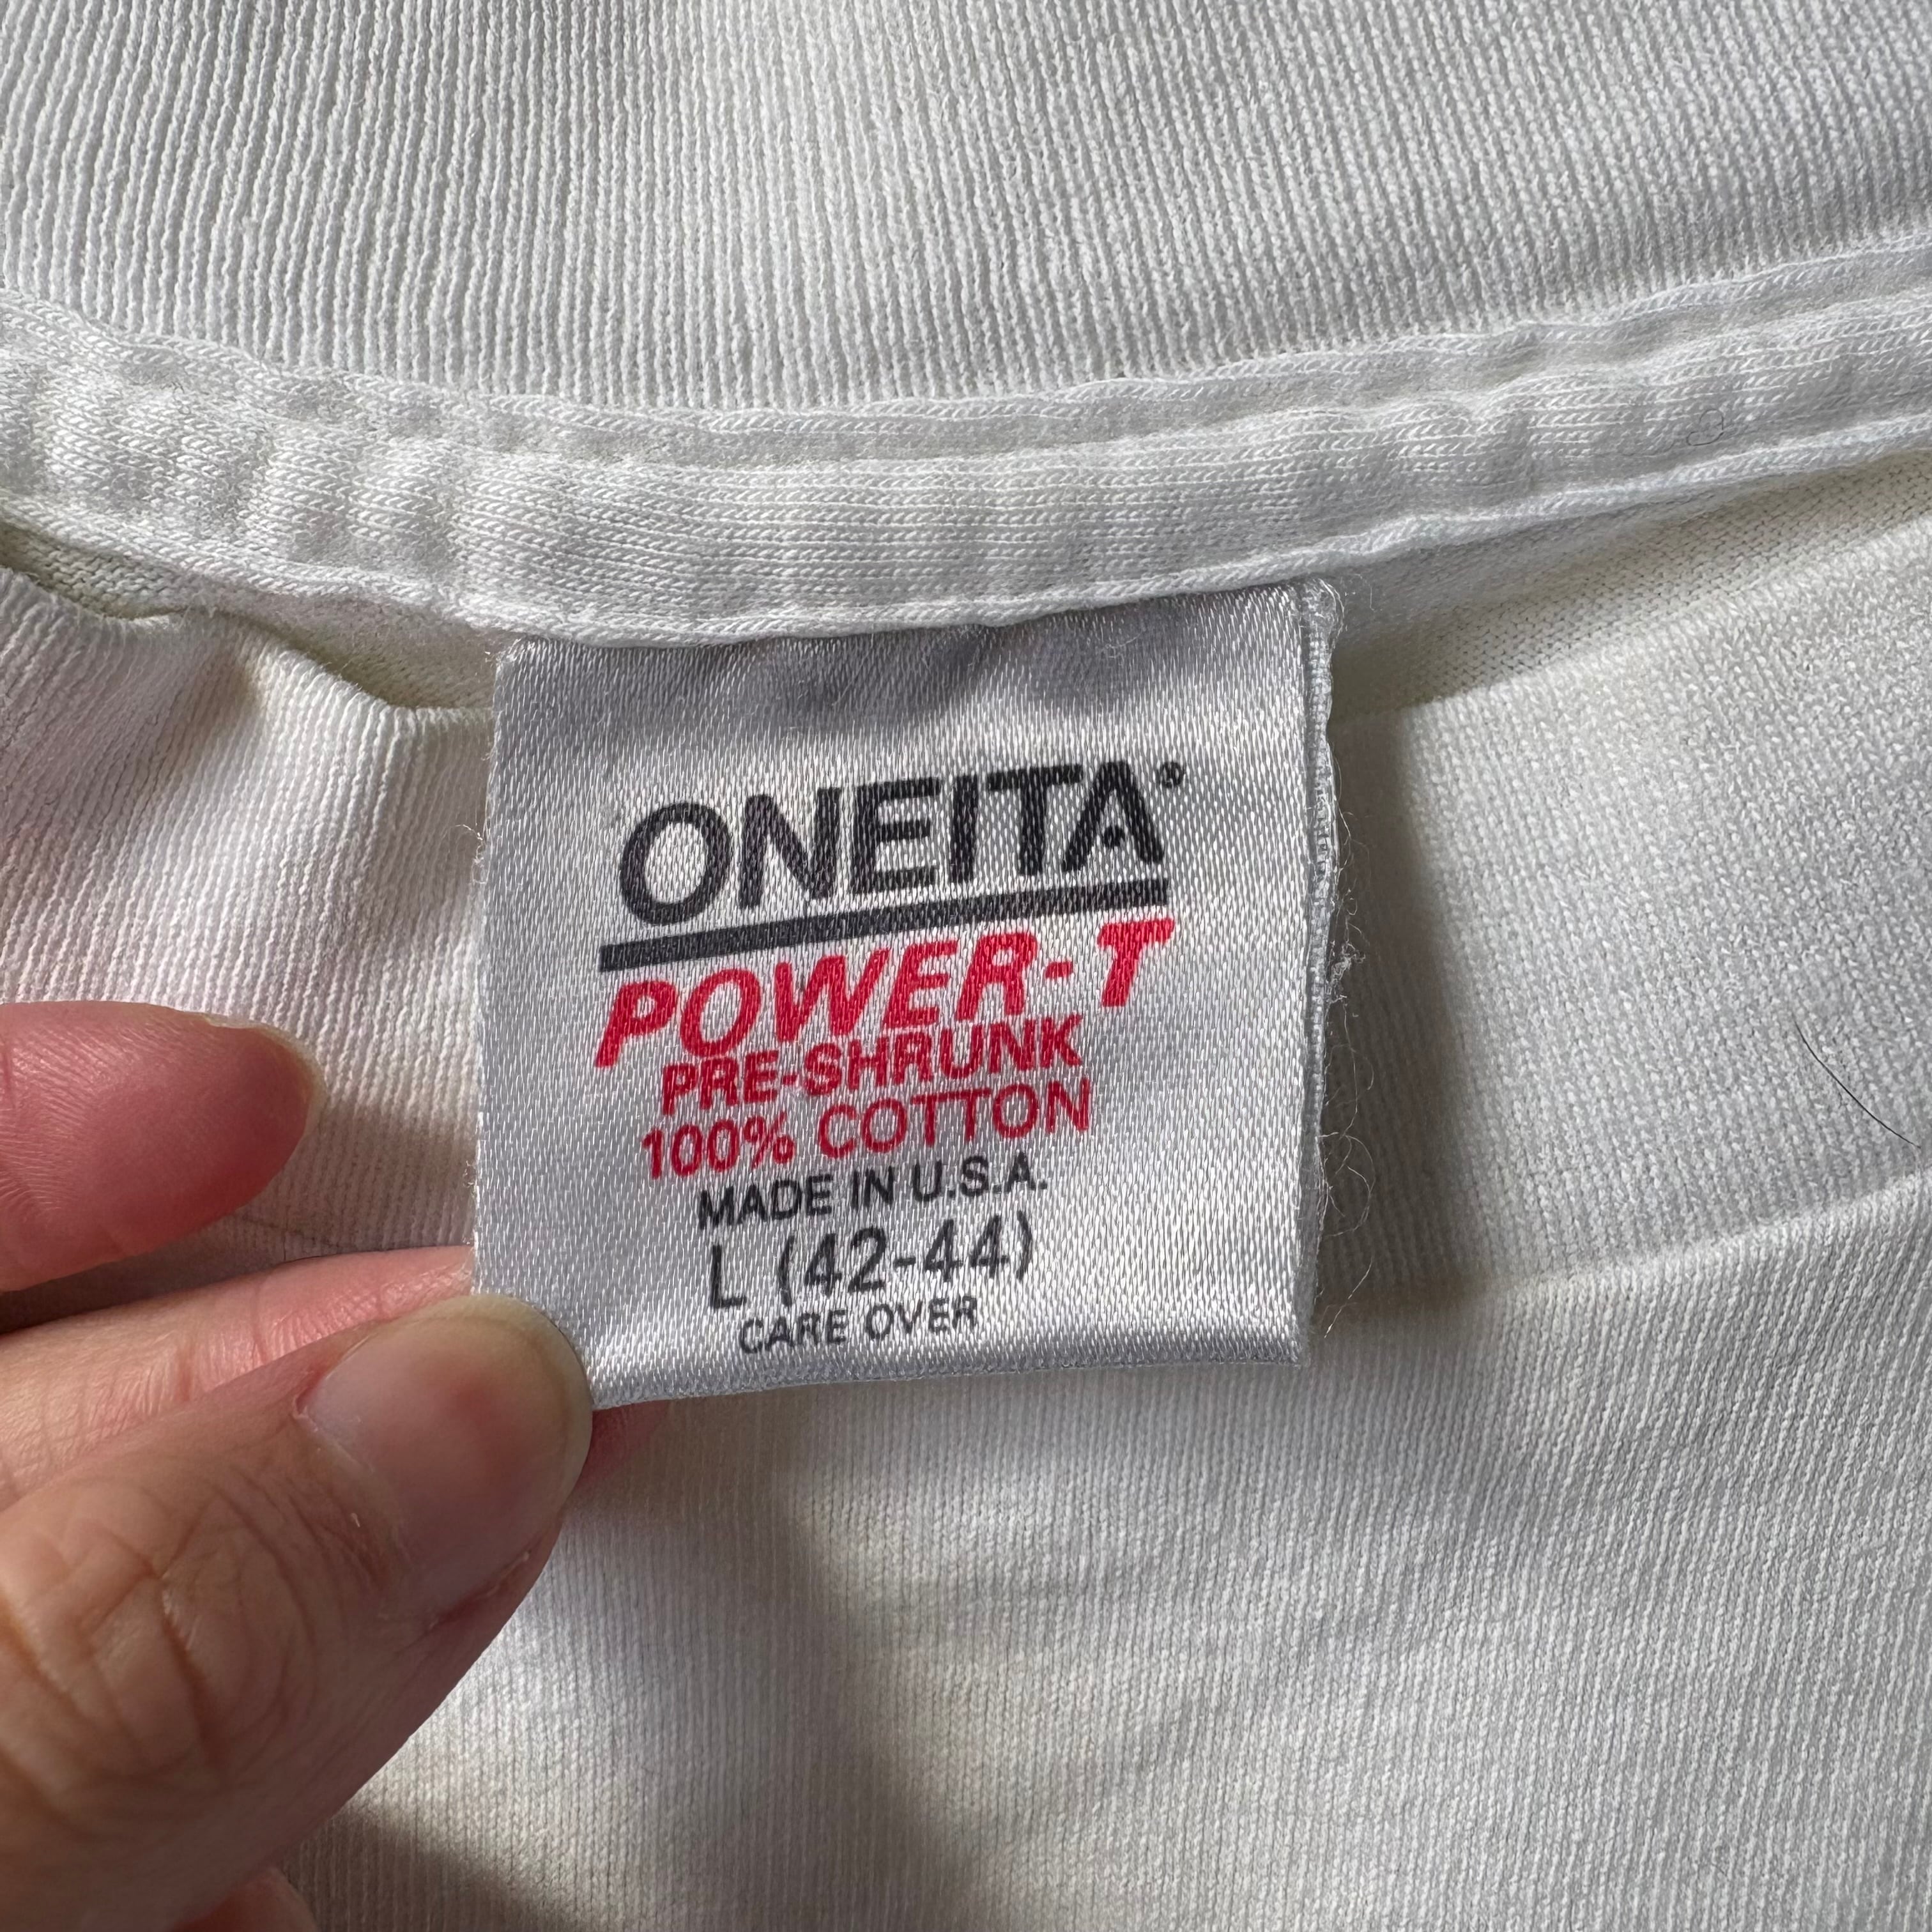 ONEITA®
POWER-T
PRE-SHRUNK
100% COTTON
MADE IN U.S.A.
L (42-44)
CARE OVER